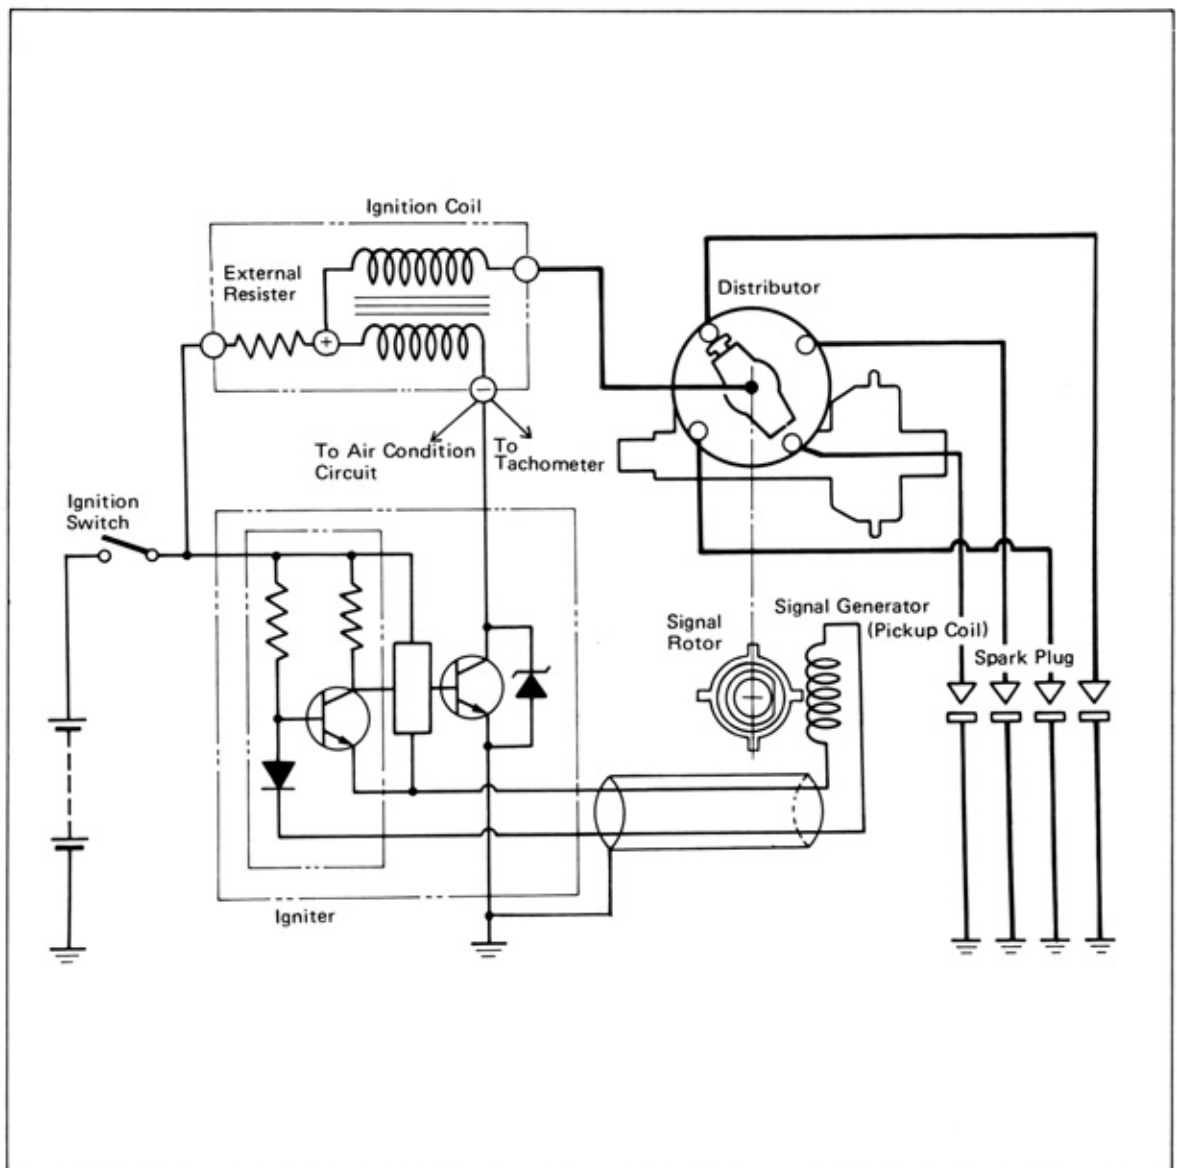 Ignition Coil
External
Resister
+
Distributor
−
To Air Condition
Circuit
To
Tachometer
Ignition
Switch
Signal
Rotor
Signal Generator
(Pickup Coil)
Spark Plug
Igniter